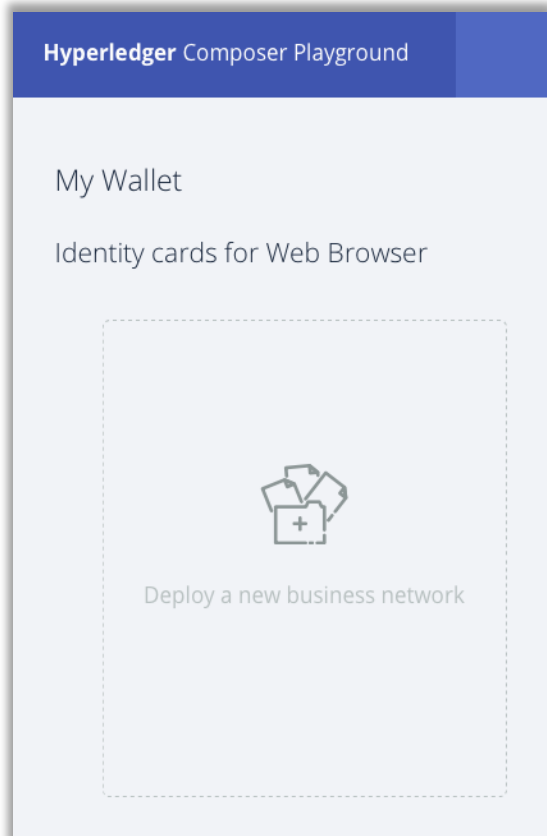 Hyperledger Composer Playground
My Wallet
Identity cards for Web Browser
Deploy a new business network